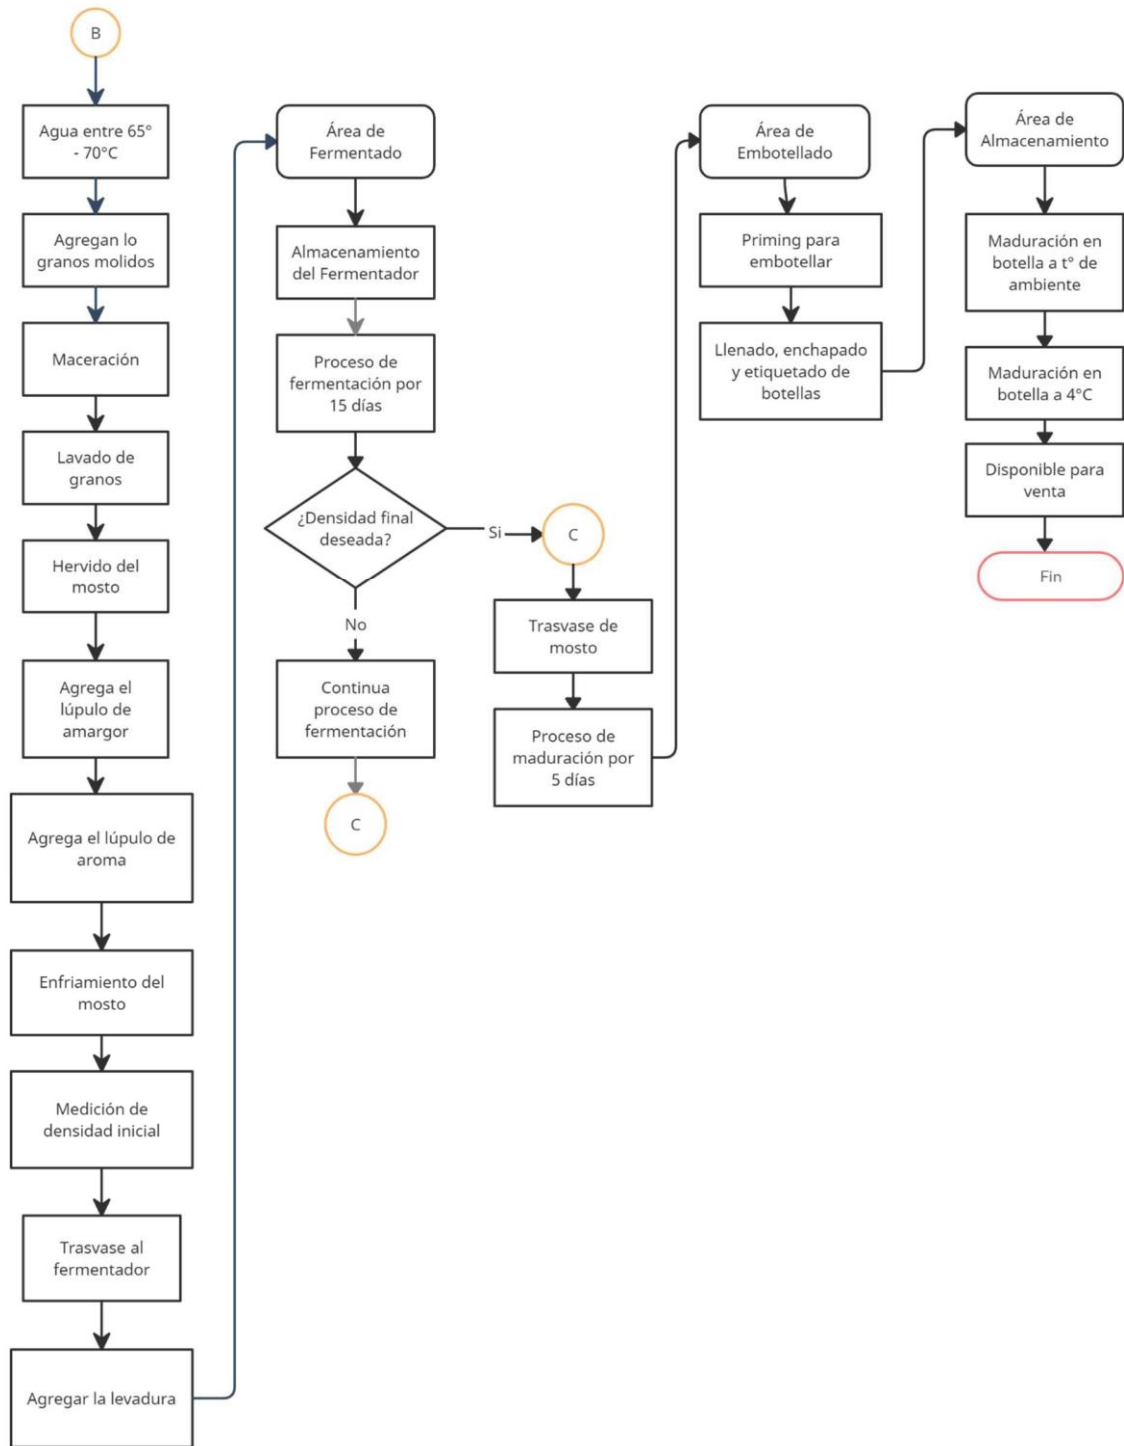 B
Agua entre 65°
- 70°C
Agregan lo
granos molidos
Maceración
Lavado de
granos
Hervido del
mosto
Agrega el
lúpulo de
amargor
Agrega el lúpulo de
aroma
Enfriamiento del
mosto
Medición de
densidad inicial
Trasvase al
fermentador
Agregar la levadura
Área de
Fermentado
Almacenamiento
del Fermentador
Proceso de
fermentación por
15 días
¿Densidad final
deseada?
Si
No
Continua
proceso de
fermentación
C
C
Trasvase de
mosto
Proceso de
maduración por
5 días
Área de
Embotellado
Priming para
embotellar
Llenado, enchapado
y etiquetado de
botellas
Área de
Almacenamiento
Maduración en
botella a t° de
ambiente
Maduración en
botella a 4°C
Disponible para
venta
Fin